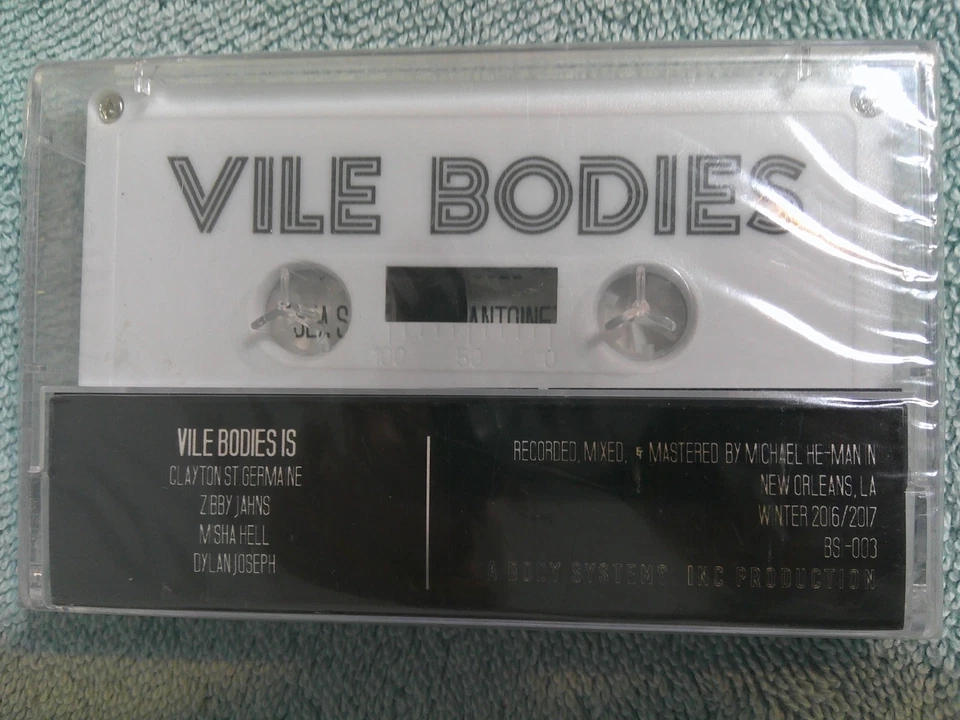 VILE BODIES
ANTOINE
100 50 0
VILE BODIES IS
CLAYTON ST GERMAINE
ZIBBY JAHNS
MISHA HELL
DYLAN JOSEPH
RECORDED, MIXED, & MASTERED BY MICHAEL HE-MAN IN
NEW ORLEANS, LA
WINTER 2016/2017
BS-003
A BODY SYSTEMS INC PRODUCTION